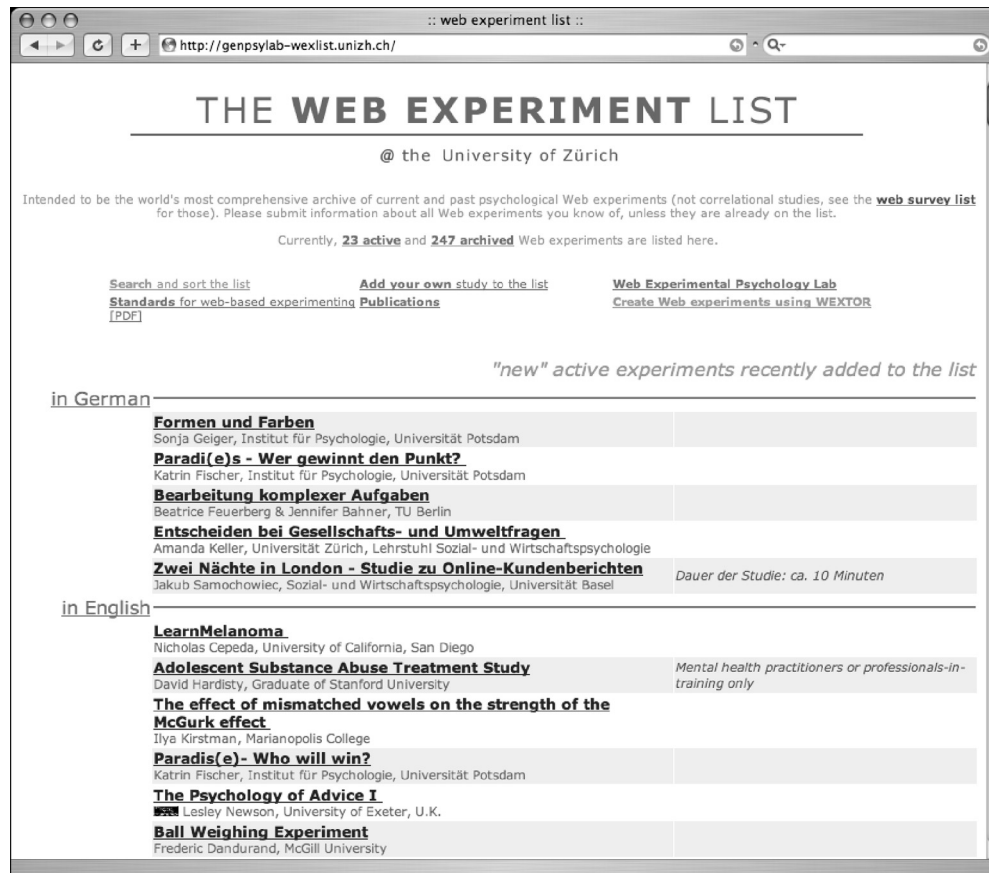 :: web experiment list ::
http://genpsylab-wexlist.unizh.ch/
THE WEB EXPERIMENT LIST
@ the University of Zürich
Intended to be the world's most comprehensive archive of current and past psychological Web experiments (not correlational studies, see the web survey list
for those). Please submit information about all Web experiments you know of, unless they are already on the list.
Currently, 23 active and 247 archived Web experiments are listed here.
Search and sort the list
Add your own study to the list
Web Experimental Psychology Lab
Standards for web-based experimenting
[PDF]
Publications
Create Web experiments using WEXTOR
"new" active experiments recently added to the list
in German
Formen und Farben
Sonja Geiger, Institut für Psychologie, Universität Potsdam
Paradi(e)s - Wer gewinnt den Punkt?
Katrin Fischer, Institut für Psychologie, Universität Potsdam
Bearbeitung komplexer Aufgaben
Beatrice Feuerberg & Jennifer Bahner, TU Berlin
Entscheiden bei Gesellschafts- und Umweltfragen
Amanda Keller, Universität Zürich, Lehrstuhl Sozial- und Wirtschaftspsychologie
Zwei Nächte in London - Studie zu Online-Kundenberichten
Jakub Samochowiec, Sozial- und Wirtschaftspsychologie, Universität Basel
Dauer der Studie: ca. 10 Minuten
in English
LearnMelanoma
Nicholas Cepeda, University of California, San Diego
Adolescent Substance Abuse Treatment Study
David Hardisty, Graduate of Stanford University
Mental health practitioners or professionals-in-
training only
The effect of mismatched vowels on the strength of the
McGurk effect
Ilya Kirstman, Marianopolis College
Paradis(e)- Who will win?
Katrin Fischer, Institut für Psychologie, Universität Potsdam
The Psychology of Advice I
Lesley Newson, University of Exeter, U.K.
Ball Weighing Experiment
Frederic Dandurand, McGill University